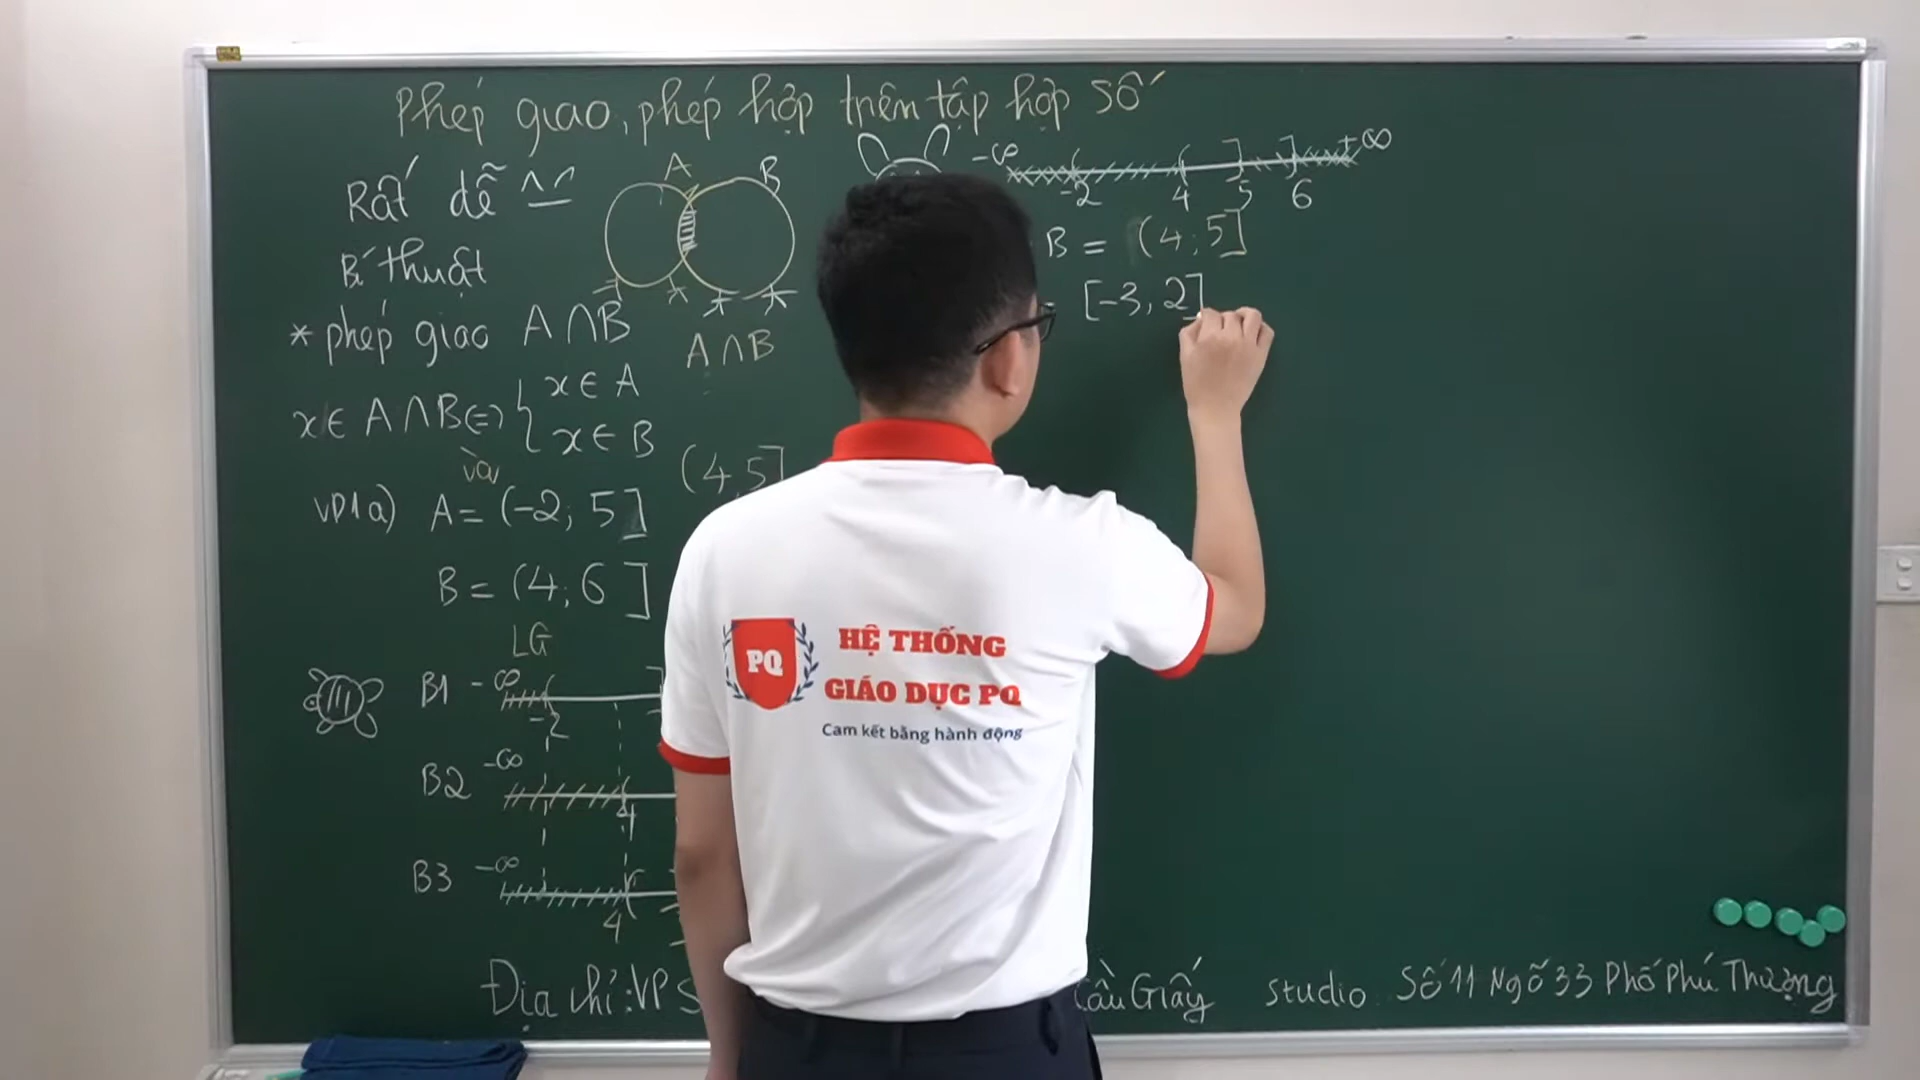 Phép giao, phép hợp trên tập hợp số
Rất dễ ^_^
Bí thuật
* phép giao A ∩ B
x ∈ A ∩ B ⇔ { x ∈ A
x ∈ B
và
A B
A ∩ B
(4,5]
VD1 a) A = (-2; 5]
B = (4; 6]
LG
B1 -∞ ( ]
-2
B2 -∞ (
4
B3 -∞ (
4
-∞ ( ( ] ] +∞
-2 4 5 6
B = (4; 5]
= [-3, 2]
HỆ THỐNG
GIÁO DỤC PQ
Cam kết bằng hành động
PQ
Địa chỉ: VP S
Cầu Giấy studio Số 11 Ngõ 33 Phố Phú Thượng